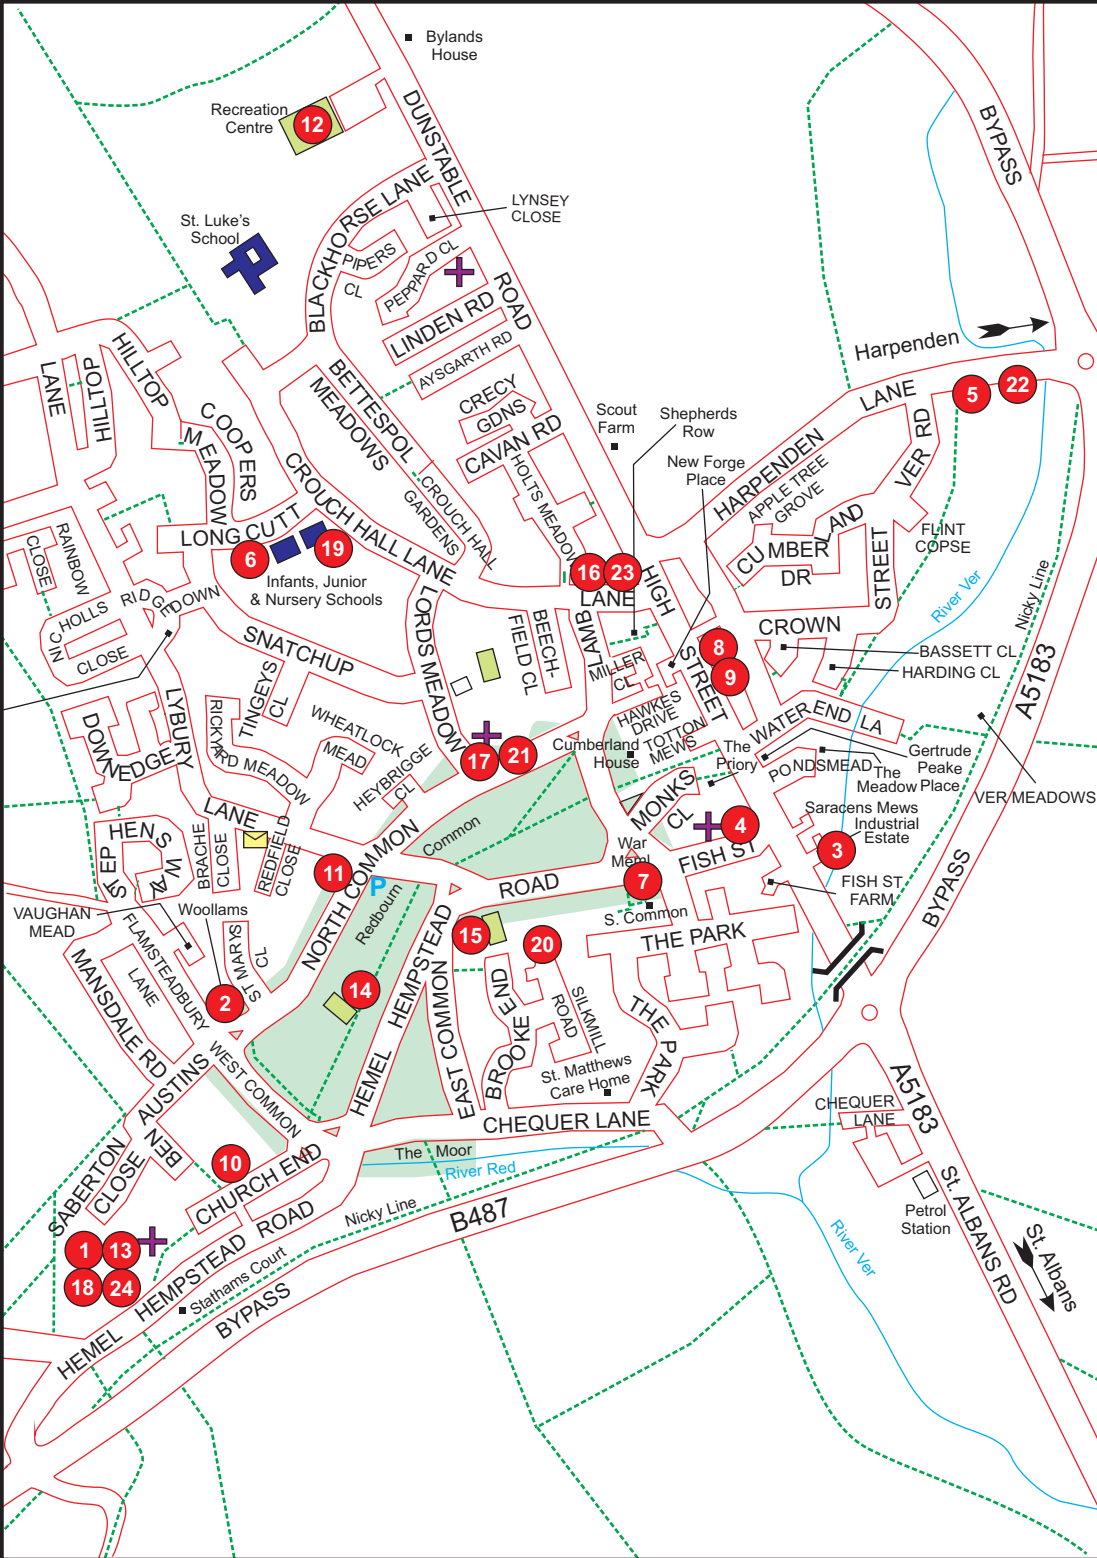 Bylands
House
DUNSTABLE
ROAD
Recreation
Centre
12
BYPASS
LYNSEY
CLOSE
BLACKHORSE LANE
St. Luke's
School
PIPERS
CL
PEPPARD CL
LINDEN RD
AYSGARTH RD
Harpenden
HILLTOP
HILLTOP
LANE
BETTESPOL
MEADOWS
CRECY
GDNS
CAVAN RD
Scout
Farm
Shepherds
Row
New Forge
Place
LANE
HARPENDEN
5
22
VER RD
COOPERS
MEADOW
CROUCH HALL LANE
CROUCH HALL
GARDENS
HOLTS MEADOW
APPLE TREE
GROVE
CUMBERLAND
DR
FLINT
COPSE
LONG CUTT
6
19
Infants, Junior
& Nursery Schools
RAINBOW
CLOSE
HOLLS
CLOSE
RIDGEDOWN
16
23
LANE
LAMB
HIGH
STREET
STREET
CROWN
River Ver
Nicky Line
A5183
BYPASS
BASSETT CL
HARDING CL
SNATCHUP
LORDS MEADOW
BEECH-
FIELD CL
MILLER
CL
8
9
TINGEYS
CL
LYBURY
LANE
RICKYARD MEADOW
WHEATLOCK
MEAD
HEYBRIGGE
CL
17
21
HAWKES
DRIVE
TOTTON
MEWS
Cumberland
House
WATER END LA
The
Priory
PONDSMEAD
The
Meadow
Gertrude
Peake
Place
VER MEADOWS
MONKS
CL
4
Saracens Mews
Industrial
Estate
3
STEPHENS WAY
BRACHE
CLOSE
REDFIELD
CLOSE
11
NORTH COMMON
Common
Redbourn
P
War
Meml
7
FISH ST
FISH ST
FARM
ROAD
S. Common
THE PARK
THE PARK
VAUGHAN
MEAD
Woollams
2
ST MARYS
CL
FLAMSTEADBURY
LANE
MANSDALE RD
15
20
14
HEMEL HEMPSTEAD
EAST COMMON
BROOKE END
SILKMILL
ROAD
St. Matthews
Care Home
WEST COMMON
BEN AUSTINS
SABERTON
CLOSE
10
CHURCH END
CHEQUER LANE
The Moor
River Red
CHEQUER
LANE
A5183
ST. ALBANS RD
Petrol
Station
St. Albans
River Ver
1
13
18
24
HEMEL HEMPSTEAD ROAD
Stathams Court
Nicky Line
B487
BYPASS